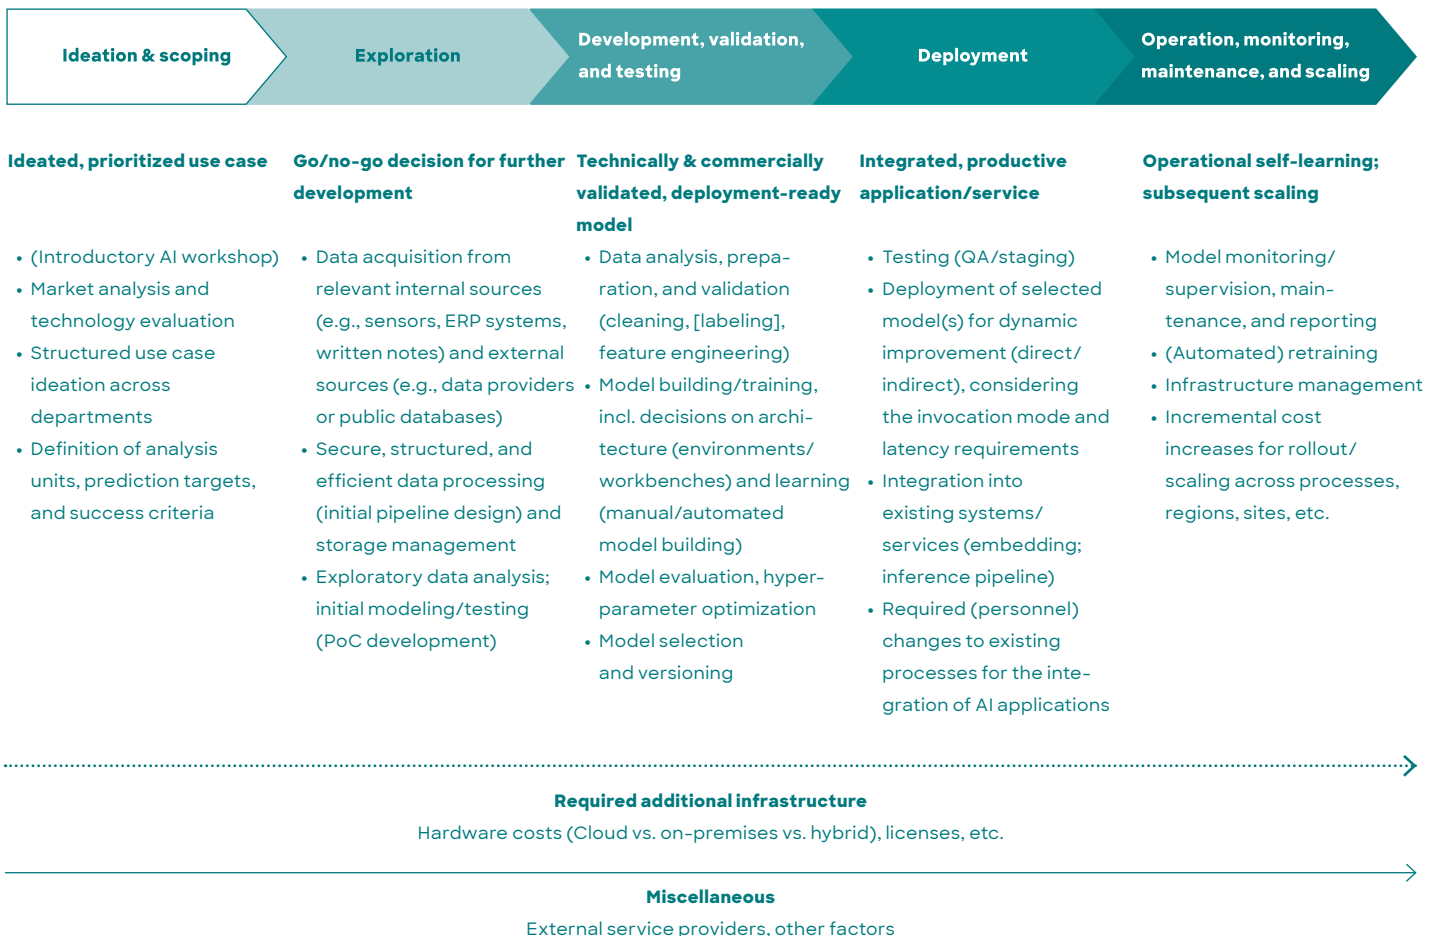 Ideation & scoping
Exploration
Development, validation,
and testing
Deployment
Operation, monitoring,
maintenance, and scaling
Ideated, prioritized use case
• (Introductory AI workshop)
• Market analysis and
technology evaluation
• Structured use case
ideation across
departments
• Definition of analysis
units, prediction targets,
and success criteria
Go/no-go decision for further
development
• Data acquisition from
relevant internal sources
(e.g., sensors, ERP systems,
written notes) and external
sources (e.g., data providers
or public databases)
• Secure, structured, and
efficient data processing
(initial pipeline design) and
storage management
• Exploratory data analysis;
initial modeling/testing
(PoC development)
Technically & commercially
validated, deployment-ready
model
• Data analysis, prepa-
ration, and validation
(cleaning, [labeling],
feature engineering)
• Model building/training,
incl. decisions on archi-
tecture (environments/
workbenches) and learning
(manual/automated
model building)
• Model evaluation, hyper-
parameter optimization
• Model selection
and versioning
Integrated, productive
application/service
• Testing (QA/staging)
• Deployment of selected
model(s) for dynamic
improvement (direct/
indirect), considering
the invocation mode and
latency requirements
• Integration into
existing systems/
services (embedding;
inference pipeline)
• Required (personnel)
changes to existing
processes for the inte-
gration of AI applications
Operational self-learning;
subsequent scaling
• Model monitoring/
supervision, main-
tenance, and reporting
• (Automated) retraining
• Infrastructure management
• Incremental cost
increases for rollout/
scaling across processes,
regions, sites, etc.
Required additional infrastructure
Hardware costs (Cloud vs. on-premises vs. hybrid), licenses, etc.
Miscellaneous
External service providers, other factors